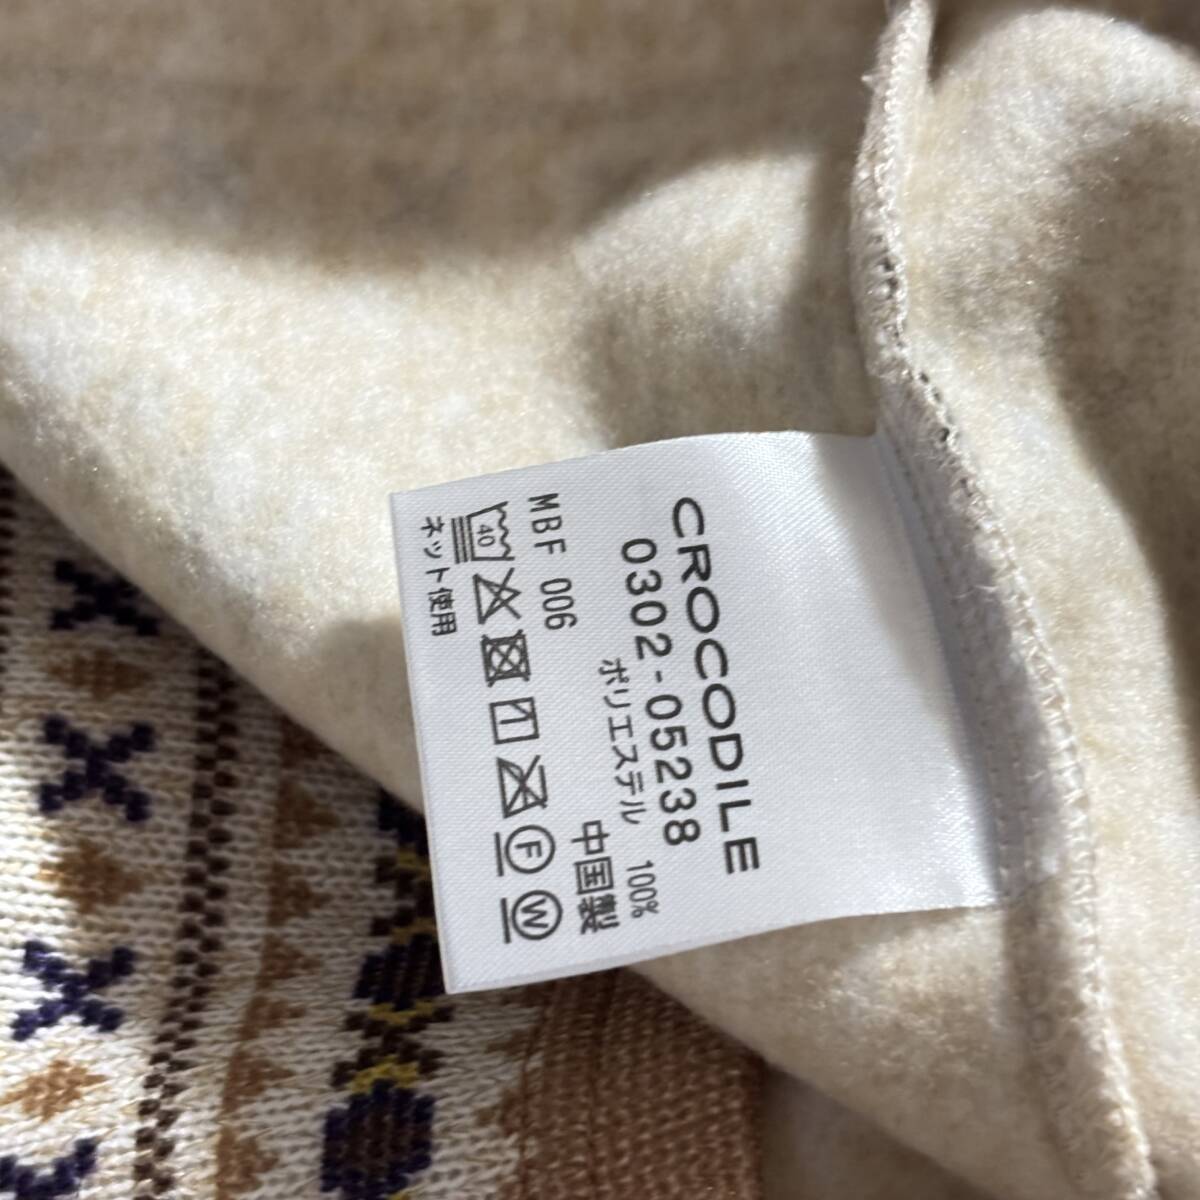 CROCODILE
0302-05238
ポリエステル 100%
中国製
MBF 006
40
F
W
ネット使用